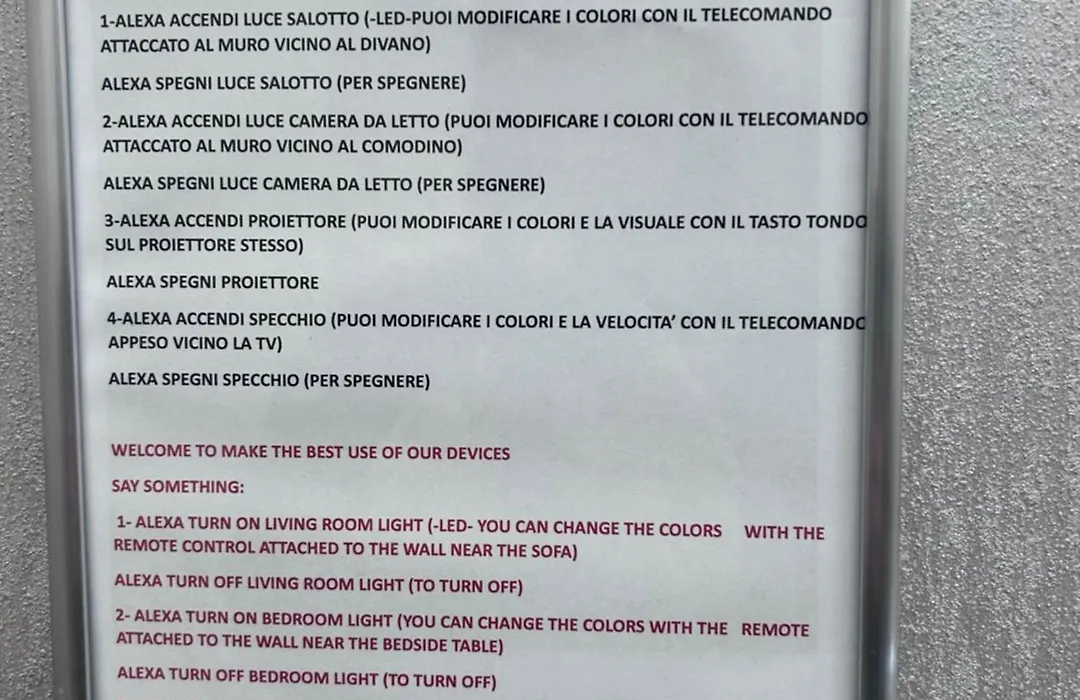 1-ALEXA ACCENDI LUCE SALOTTO (-LED-PUOI MODIFICARE I COLORI CON IL TELECOMANDO
ATTACCATO AL MURO VICINO AL DIVANO)
ALEXA SPEGNI LUCE SALOTTO (PER SPEGNERE)
2-ALEXA ACCENDI LUCE CAMERA DA LETTO (PUOI MODIFICARE I COLORI CON IL TELECOMANDO
ATTACCATO AL MURO VICINO AL COMODINO)
ALEXA SPEGNI LUCE CAMERA DA LETTO (PER SPEGNERE)
3-ALEXA ACCENDI PROIETTORE (PUOI MODIFICARE I COLORI E LA VISUALE CON IL TASTO TONDO
SUL PROIETTORE STESSO)
ALEXA SPEGNI PROIETTORE
4-ALEXA ACCENDI SPECCHIO (PUOI MODIFICARE I COLORI E LA VELOCITA’ CON IL TELECOMANDO
APPESO VICINO LA TV)
ALEXA SPEGNI SPECCHIO (PER SPEGNERE)
WELCOME TO MAKE THE BEST USE OF OUR DEVICES
SAY SOMETHING:
1- ALEXA TURN ON LIVING ROOM LIGHT (-LED- YOU CAN CHANGE THE COLORS WITH THE
REMOTE CONTROL ATTACHED TO THE WALL NEAR THE SOFA)
ALEXA TURN OFF LIVING ROOM LIGHT (TO TURN OFF)
2- ALEXA TURN ON BEDROOM LIGHT (YOU CAN CHANGE THE COLORS WITH THE REMOTE
ATTACHED TO THE WALL NEAR THE BEDSIDE TABLE)
ALEXA TURN OFF BEDROOM LIGHT (TO TURN OFF)